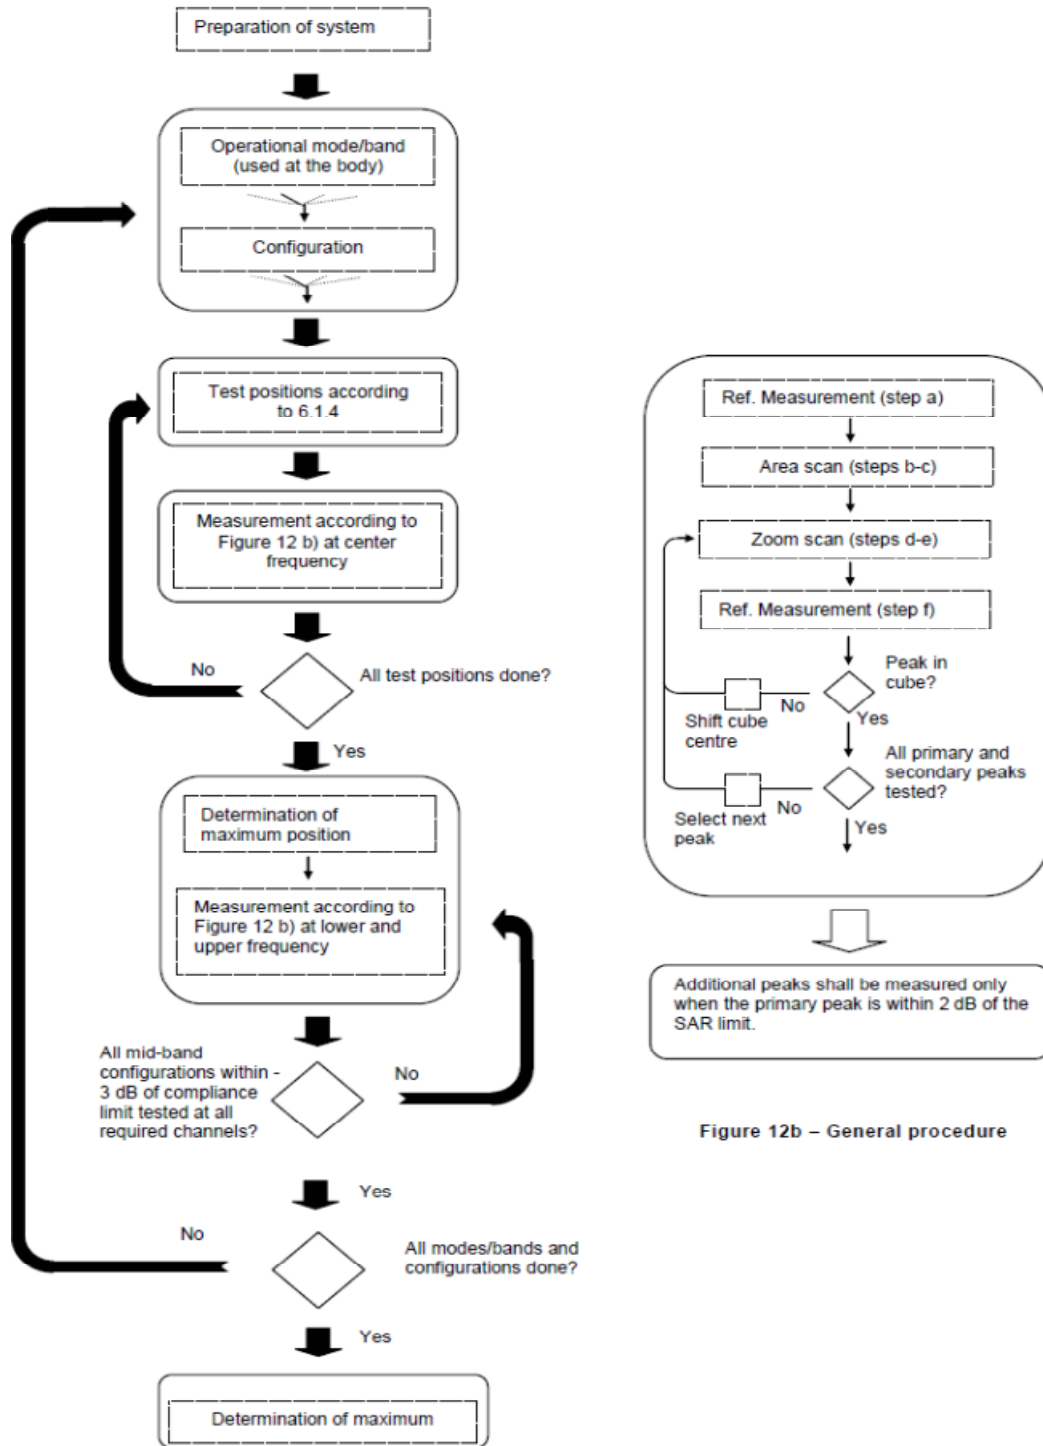 Preparation of system
Operational mode/band
(used at the body)
Configuration
Test positions according
to 6.1.4
Measurement according to
Figure 12 b) at center
frequency
No
All test positions done?
Yes
Determination of
maximum position
Measurement according to
Figure 12 b) at lower and
upper frequency
All mid-band
configurations within -
3 dB of compliance
limit tested at all
required channels?
No
Yes
No
All modes/bands and
configurations done?
Yes
Determination of maximum
Ref. Measurement (step a)
Area scan (steps b-c)
Zoom scan (steps d-e)
Ref. Measurement (step f)
Peak in
cube?
No
Shift cube
centre
Yes
All primary and
secondary peaks
tested?
No
Select next
peak
Yes
Additional peaks shall be measured only
when the primary peak is within 2 dB of the
SAR limit.
Figure 12b – General procedure